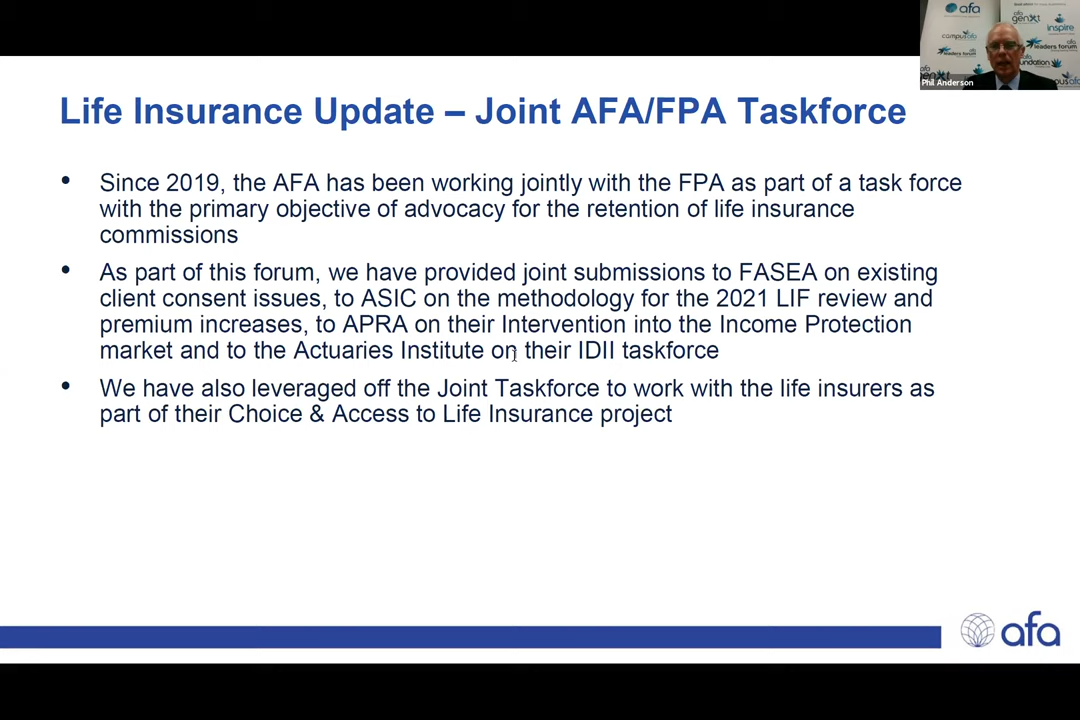 afa
afa
genxt
inspire
campusafa
afa
leaders forum
afa
leaders forum
afa
Phil Anderson
Life Insurance Update – Joint AFA/FPA Taskforce
• Since 2019, the AFA has been working jointly with the FPA as part of a task force
with the primary objective of advocacy for the retention of life insurance
commissions
• As part of this forum, we have provided joint submissions to FASEA on existing
client consent issues, to ASIC on the methodology for the 2021 LIF review and
premium increases, to APRA on their Intervention into the Income Protection
market and to the Actuaries Institute on their IDII taskforce
• We have also leveraged off the Joint Taskforce to work with the life insurers as
part of their Choice & Access to Life Insurance project
afa